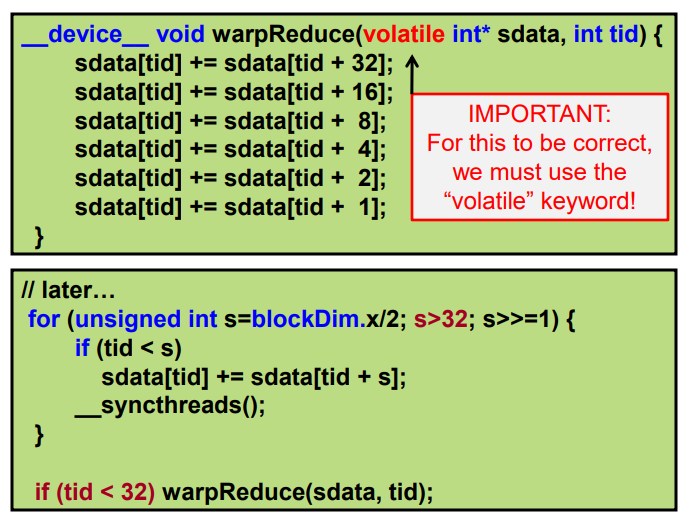 __device__ void warpReduce(volatile int* sdata, int tid) {
sdata[tid] += sdata[tid + 32];
sdata[tid] += sdata[tid + 16];
sdata[tid] += sdata[tid +  8];
sdata[tid] += sdata[tid +  4];
sdata[tid] += sdata[tid +  2];
sdata[tid] += sdata[tid +  1];
}
IMPORTANT:
For this to be correct,
we must use the
“volatile” keyword!
// later…
for (unsigned int s=blockDim.x/2; s>32; s>>=1) {
if (tid < s)
sdata[tid] += sdata[tid + s];
__syncthreads();
}
if (tid < 32) warpReduce(sdata, tid);